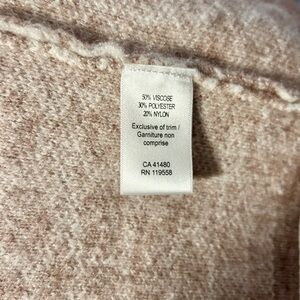 50% VISCOSE
30% POLYESTER
20% NYLON
Exclusive of trim /
Garniture non
comprise
CA 41480
RN 119558